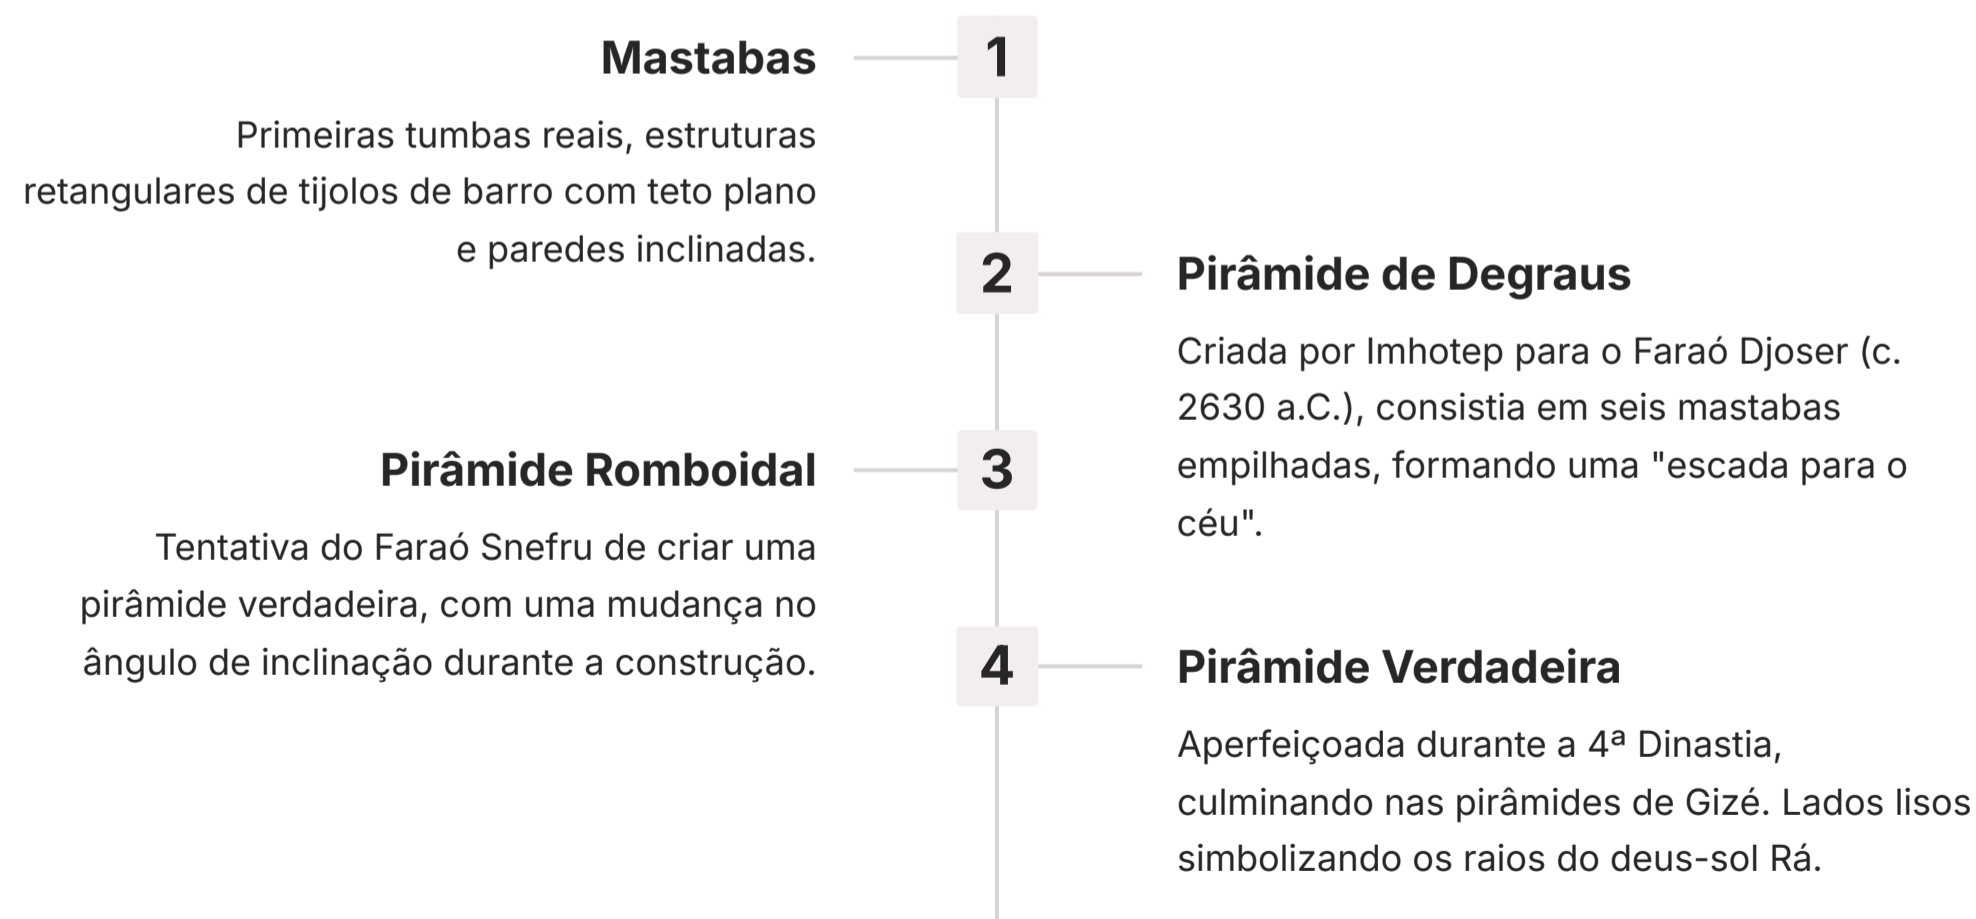 Mastabas
1
Primeiras tumbas reais, estruturas
retangulares de tijolos de barro com teto plano
e paredes inclinadas.
2
Pirâmide de Degraus
Criada por Imhotep para o Faraó Djoser (c.
2630 a.C.), consistia em seis mastabas
empilhadas, formando uma "escada para o
céu".
Pirâmide Romboidal
3
Tentativa do Faraó Snefru de criar uma
pirâmide verdadeira, com uma mudança no
ângulo de inclinação durante a construção.
4
Pirâmide Verdadeira
Aperfeiçoada durante a 4ª Dinastia,
culminando nas pirâmides de Gizé. Lados lisos
simbolizando os raios do deus-sol Rá.